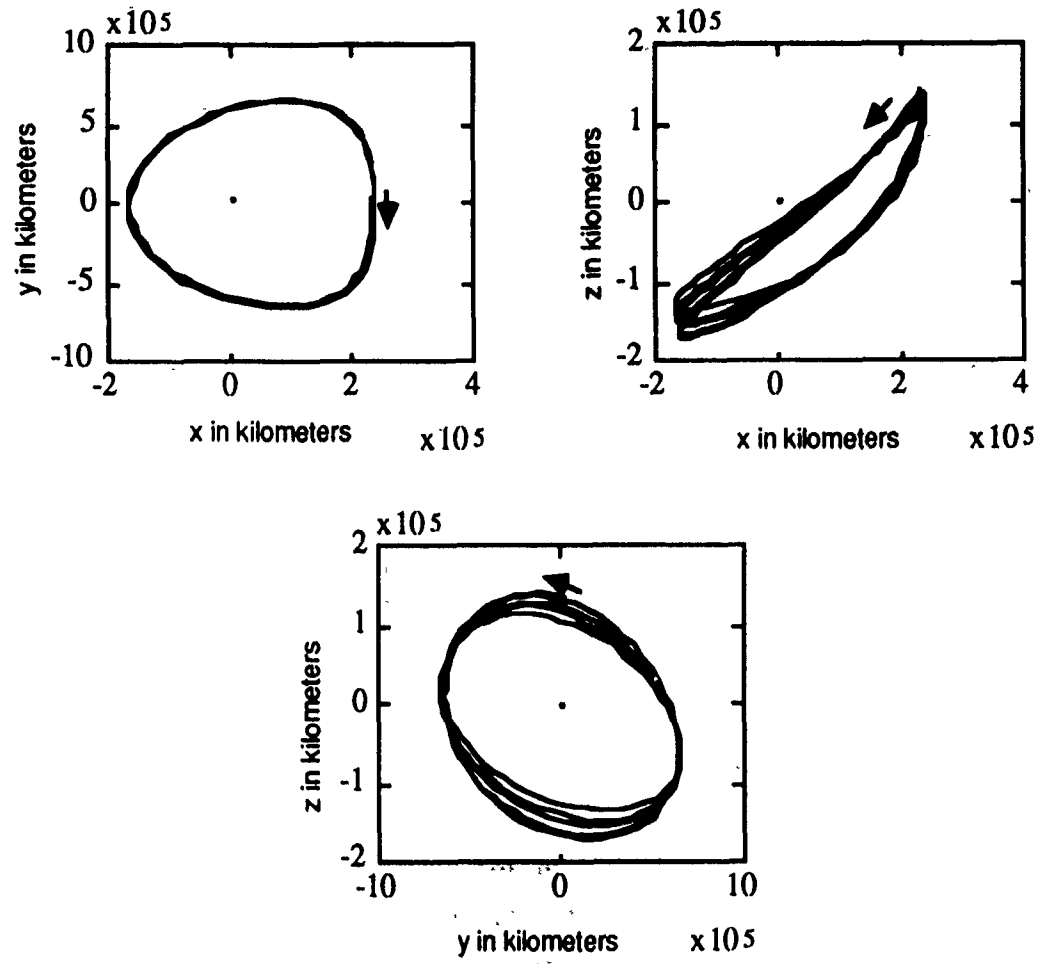 x105
10
5
0
-5
-10
-2 0 2 4
y in kilometers
x in kilometers x105
x105
2
1
0
-1
-2
-2 0 2 4
z in kilometers
x in kilometers x105
x105
2
1
0
-1
-2
-10 0 10
z in kilometers
y in kilometers x105